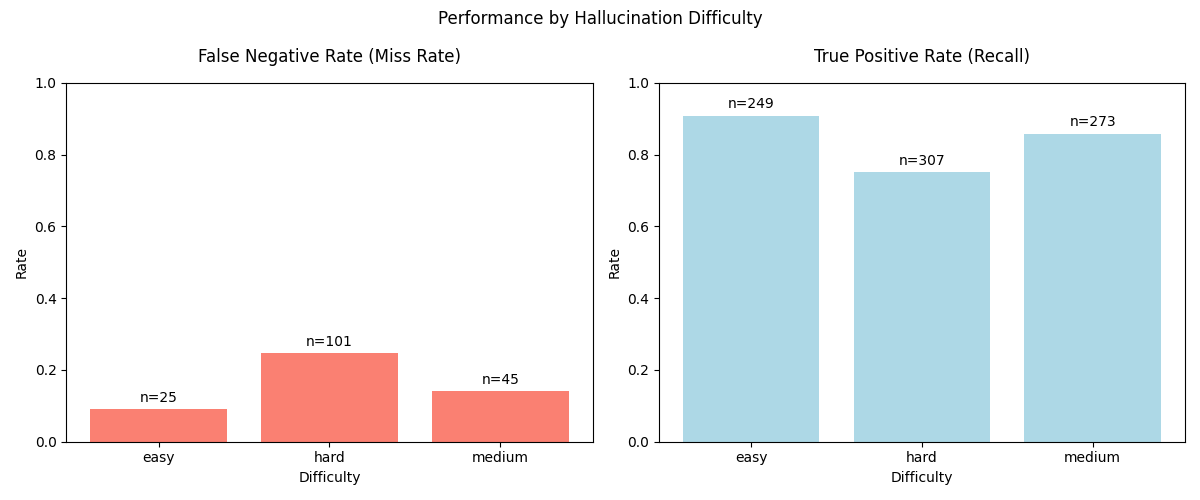 Performance by Hallucination Difficulty
False Negative Rate (Miss Rate)
1.0
0.8
0.6
0.4
0.2
0.0
Rate
n=25
n=101
n=45
easy
hard
medium
Difficulty
True Positive Rate (Recall)
1.0
0.8
0.6
0.4
0.2
0.0
Rate
n=249
n=307
n=273
easy
hard
medium
Difficulty